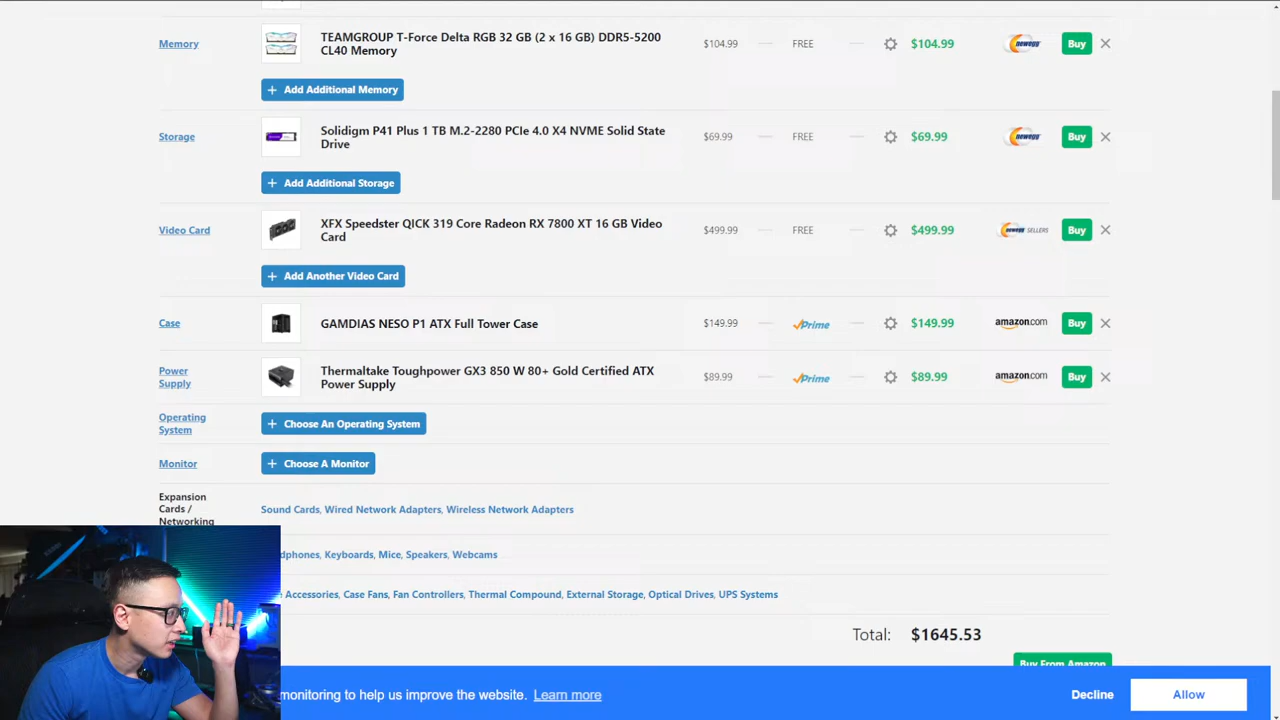 Memory
TEAMGROUP T-Force Delta RGB 32 GB (2 x 16 GB) DDR5-5200
CL40 Memory
$104.99
FREE
$104.99
newegg
Buy
+ Add Additional Memory
Storage
Solidigm P41 Plus 1 TB M.2-2280 PCIe 4.0 X4 NVME Solid State
Drive
$69.99
FREE
$69.99
newegg
Buy
+ Add Additional Storage
Video Card
XFX Speedster QICK 319 Core Radeon RX 7800 XT 16 GB Video
Card
$499.99
FREE
$499.99
newegg SELLERS
Buy
+ Add Another Video Card
Case
GAMDIAS NESO P1 ATX Full Tower Case
$149.99
Prime
$149.99
amazon.com
Buy
Power
Supply
Thermaltake Toughpower GX3 850 W 80+ Gold Certified ATX
Power Supply
$89.99
Prime
$89.99
amazon.com
Buy
Operating
System
+ Choose An Operating System
Monitor
+ Choose A Monitor
Expansion
Cards /
Networking
Sound Cards, Wired Network Adapters, Wireless Network Adapters
dphones, Keyboards, Mice, Speakers, Webcams
Accessories, Case Fans, Fan Controllers, Thermal Compound, External Storage, Optical Drives, UPS Systems
Total: $1645.53
Buy From Amazon
monitoring to help us improve the website. Learn more
Decline
Allow